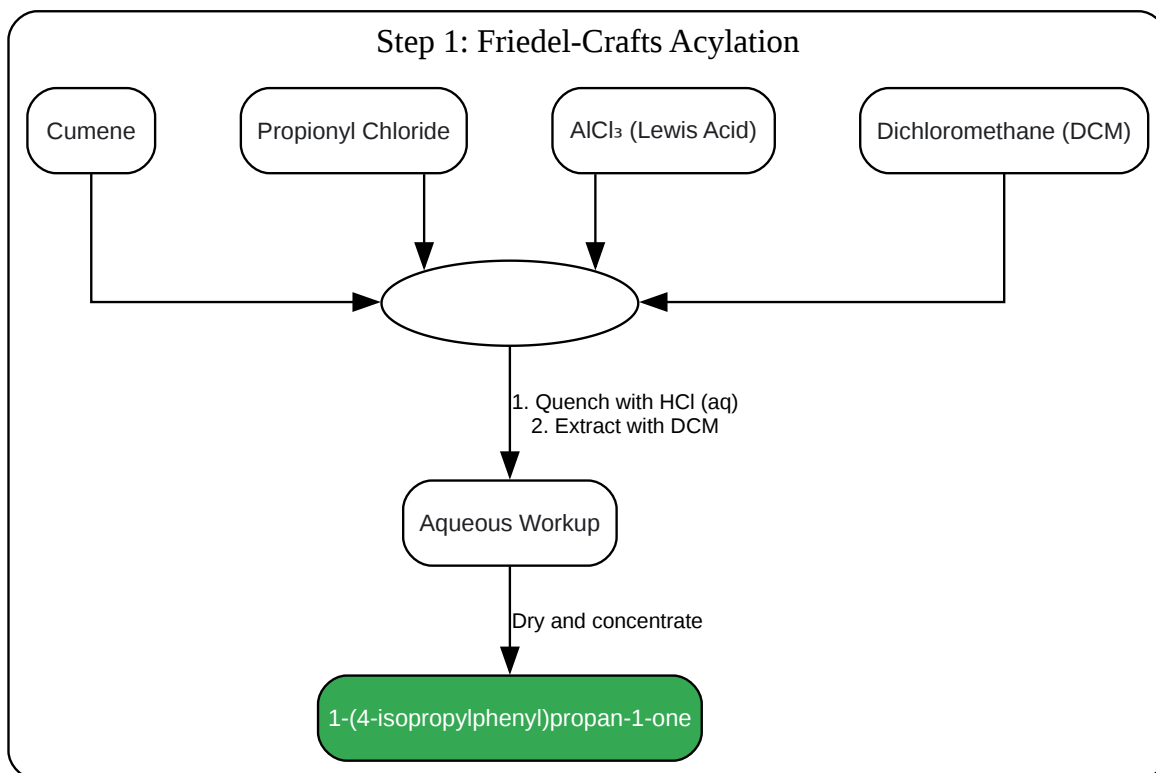 Step 1: Friedel-Crafts Acylation
Cumene
Propionyl Chloride
AlCl₃ (Lewis Acid)
Dichloromethane (DCM)
1. Quench with HCl (aq)
2. Extract with DCM
Aqueous Workup
Dry and concentrate
1-(4-isopropylphenyl)propan-1-one